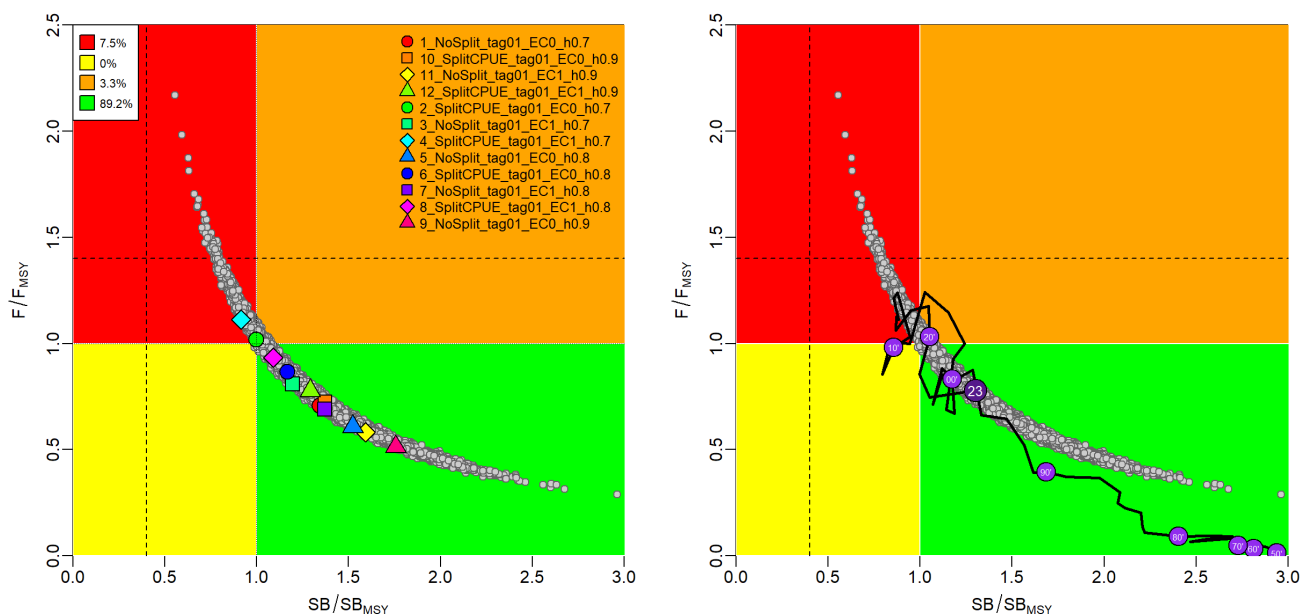 7.5%
0%
3.3%
89.2%
1_NoSplit_tag01_EC0_h0.7
10_SplitCPUE_tag01_EC0_h0.9
11_NoSplit_tag01_EC1_h0.9
12_SplitCPUE_tag01_EC1_h0.9
2_SplitCPUE_tag01_EC0_h0.7
3_NoSplit_tag01_EC1_h0.7
4_SplitCPUE_tag01_EC1_h0.7
5_NoSplit_tag01_EC0_h0.8
6_SplitCPUE_tag01_EC0_h0.8
7_NoSplit_tag01_EC1_h0.8
8_SplitCPUE_tag01_EC1_h0.8
9_NoSplit_tag01_EC0_h0.9
F/FMSY
2.5
2.0
1.5
1.0
0.5
0.0
0.0
0.5
1.0
1.5
2.0
2.5
3.0
SB/SBMSY
F/FMSY
2.5
2.0
1.5
1.0
0.5
0.0
10'
20'
00'
23
90'
80'
70'
60'
50'
0.0
0.5
1.0
1.5
2.0
2.5
3.0
SB/SBMSY